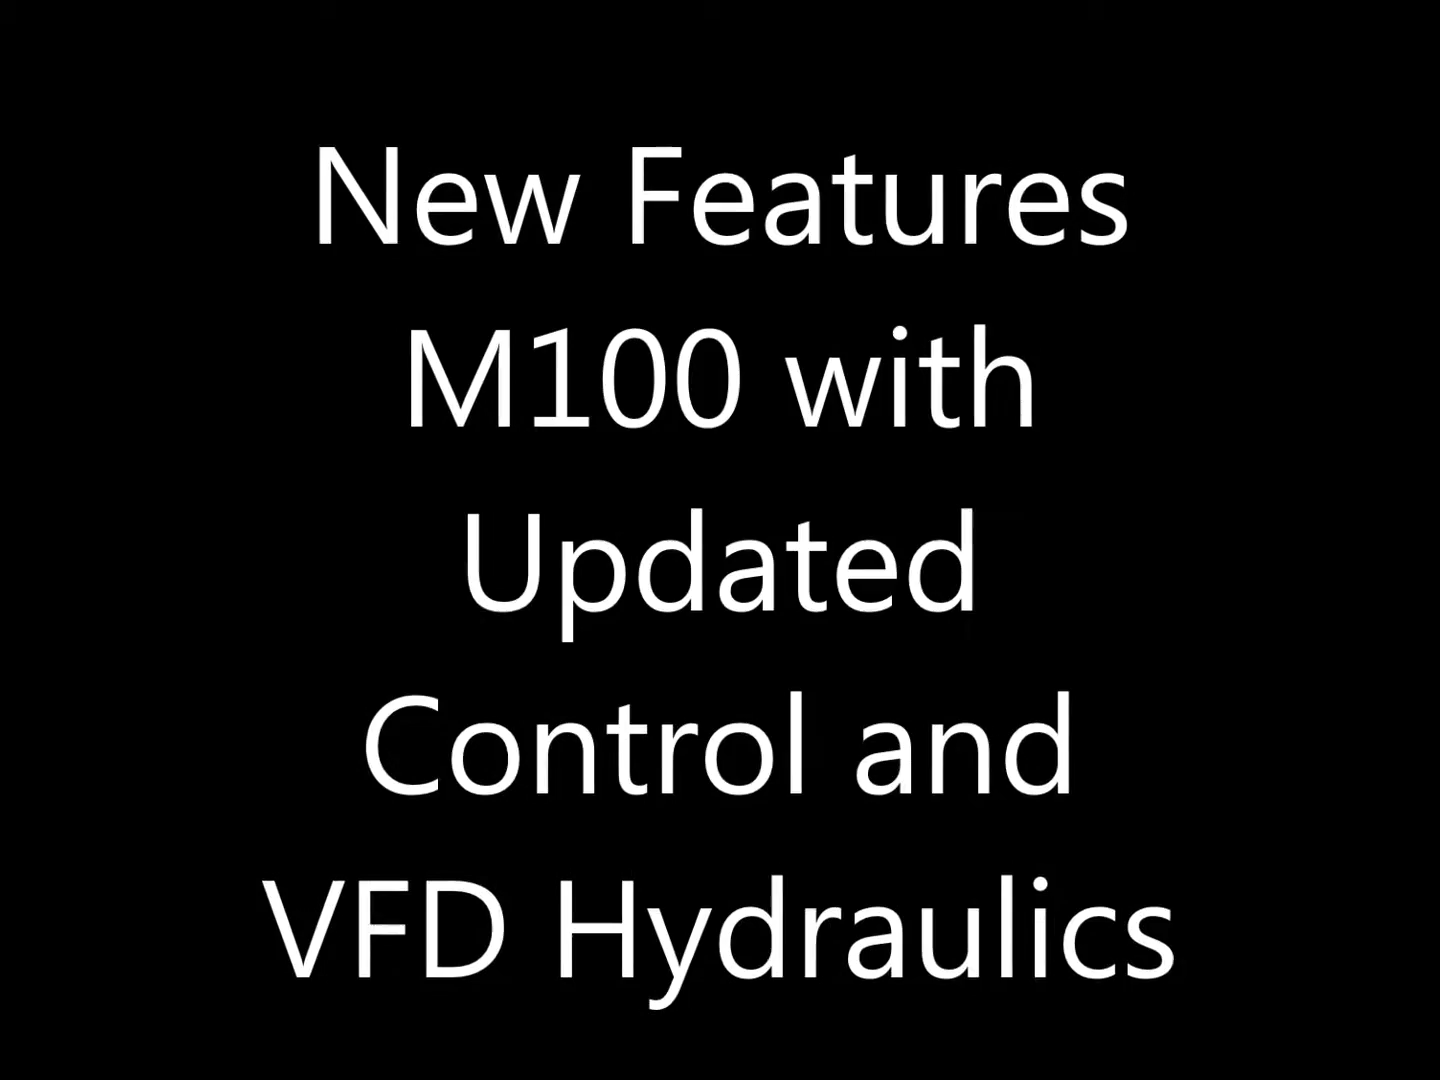 New Features
M100 with
Updated
Control and
VFD Hydraulics